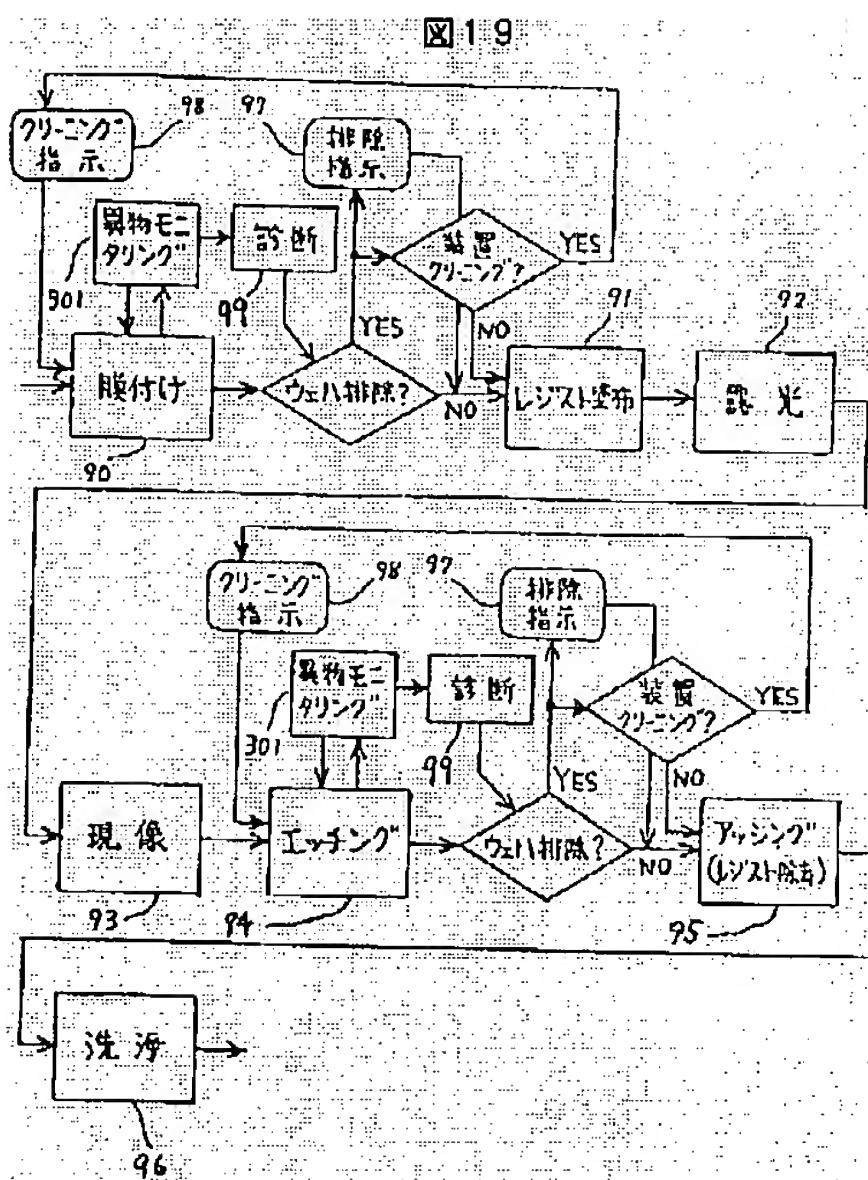 図19
クリーニング
指示
98
97
排除
指示
異物モニ
タリング
301
診断
99
装置
クリーニング?
YES
YES
NO
91
92
膜付け
90
ウェハ排除?
NO
レジスト塗布
露光
クリーニング
指示
98
97
排除
指示
異物モニ
タリング
301
診断
99
装置
クリーニング?
YES
YES
NO
現像
93
エッチング
94
ウェハ排除?
NO
アッシング
(レジスト除去)
95
洗浄
96